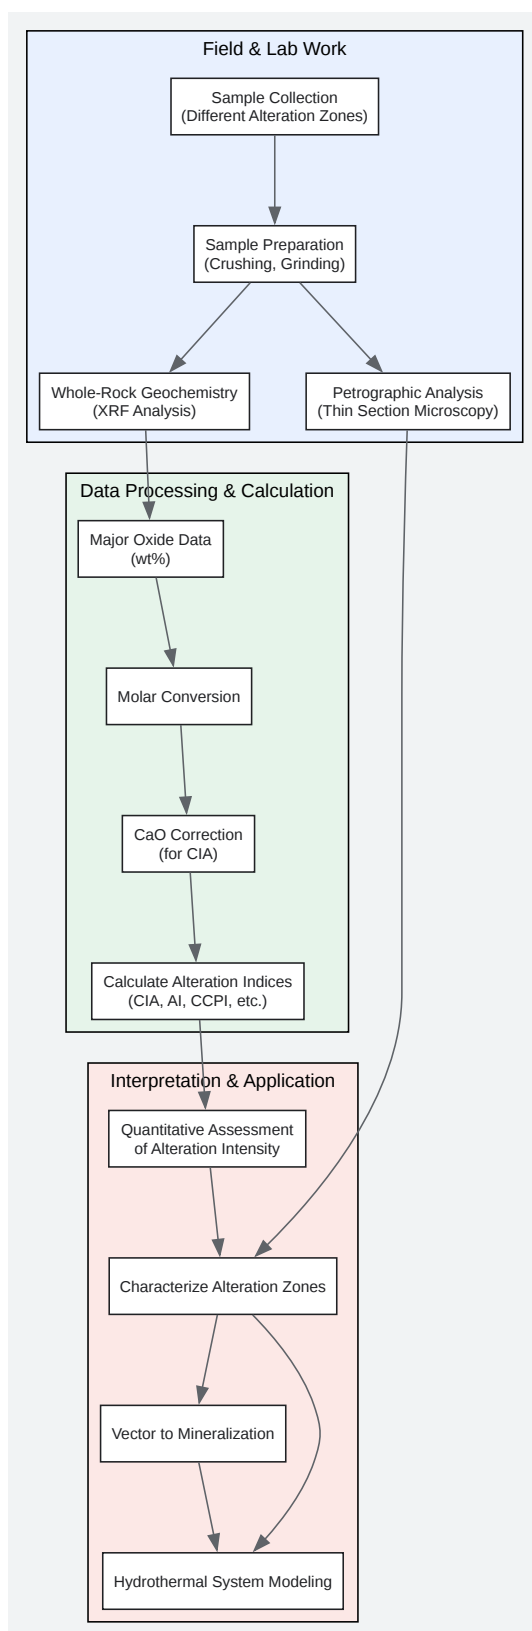 Field & Lab Work
Sample Collection
(Different Alteration Zones)
Sample Preparation
(Crushing, Grinding)
Whole-Rock Geochemistry
(XRF Analysis)
Petrographic Analysis
(Thin Section Microscopy)
Data Processing & Calculation
Major Oxide Data
(wt%)
Molar Conversion
CaO Correction
(for CIA)
Calculate Alteration Indices
(CIA, AI, CCPI, etc.)
Interpretation & Application
Quantitative Assessment
of Alteration Intensity
Characterize Alteration Zones
Vector to Mineralization
Hydrothermal System Modeling